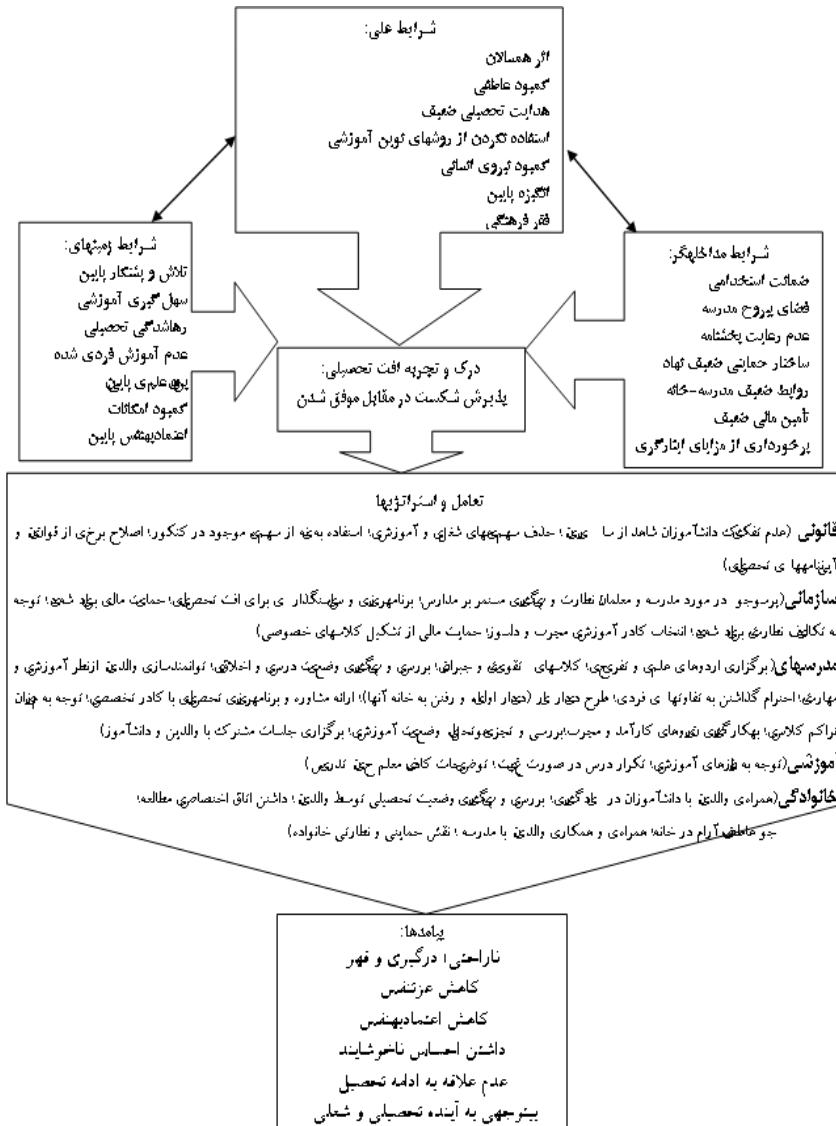 شرایط علی:
اثر همسالان
کمبود عاطفی
هدایت تحصیلی ضعیف
استفاده نکردن از روشهای نوین آموزشی
کمبود نیروی انسانی
انگیزه پایین
فقر فرهنگی
شرایط مداخلهگر:
ضمانت استخدامی
فضای بیروح مدرسه
عدم رعایت بخشنامه
ساختار حمایتی ضعیف نهاد
روابط ضعیف مدرسه-خانه
تأمین مالی ضعیف
برخورداری از مزایای ایثارگری
شرایط زمینهای:
تلاش و پشتکار پایین
سهل گیری آموزشی
رهاشدگی تحصیلی
عدم آموزش فردی شده
علمی پایین
کمبود امکانات
اعتمادبهنفس پایین
درک و تجربه افت تحصیلی:
پذیرش شکست در مقابل موفق شدن
تعامل و استراتژیها
قانونی (عدم تفکیک دانشآموزان شاهد از ؛ حذف سهمیههای شغلی و آموزشی؛ استفاده بهینه از سهمیه موجود در کنکور؛ اصلاح برخی از قوانین و
آییننامهها ی تحصیلی)
سازمانی(پرسوجو در مورد مدرسه و معلمان؛ نظارت و پیگیری مستمر بر مدارس؛ برنامهریزی و سیاستگذار ی برای افت تحصیلی؛ حمایت مالی بنیاد شهید؛ توجه
به تکالیف نظارتی بنیاد شهید؛ انتخاب کادر آموزشی مجرب و دلسوز؛ حمایت مالی از تشکیل کلاسهای خصوصی)
مدرسهای(برگزاری اردوهای علمی و تفریحی؛ کلاسهای تقویتی و جبرانی؛ بررسی و پیگیری وضعیت درسی و اخلاقی؛ توانمندسازی والدین ازنظر آموزشی و
مهارتی؛ احترام گذاشتن به تفاوتها ی فردی؛ طرح دیدار یار (دیدار اولیاء و رفتن به خانه آنها)؛ ارائه مشاوره و برنامهریزی تحصیلی با کادر تخصصی؛ توجه به میزان
تراکم کلاسی؛ بهکارگیری نیروهای کارآمد و مجرب؛بررسی و تجزیهوتحلیل وضعیت آموزشی؛ برگزاری جلسات مشترک با والدین و دانشآموز)
آموزشی(توجه به نیازهای آموزشی؛ تکرار درس در صورت غیبت؛ توضیحات کافی معلم حین تدریس)
خانوادگی(همراهی والدین با دانشآموزان در یادگیری؛ بررسی و پیگیری وضعیت تحصیلی توسط والدین؛ داشتن اتاق اختصاصی مطالعه؛
جو عاطفی آرام در خانه؛ همراهی و همکاری والدین با مدرسه ؛ نقش حمایتی و نظارتی خانواده)
پیامدها:
ناراحتی، درگیری و قهر
کاهش عزتنفس
کاهش اعتمادبهنفس
داشتن احساس ناخوشایند
عدم علاقه به ادامه تحصیل
بیتوجهی به آینده تحصیلی و شغلی